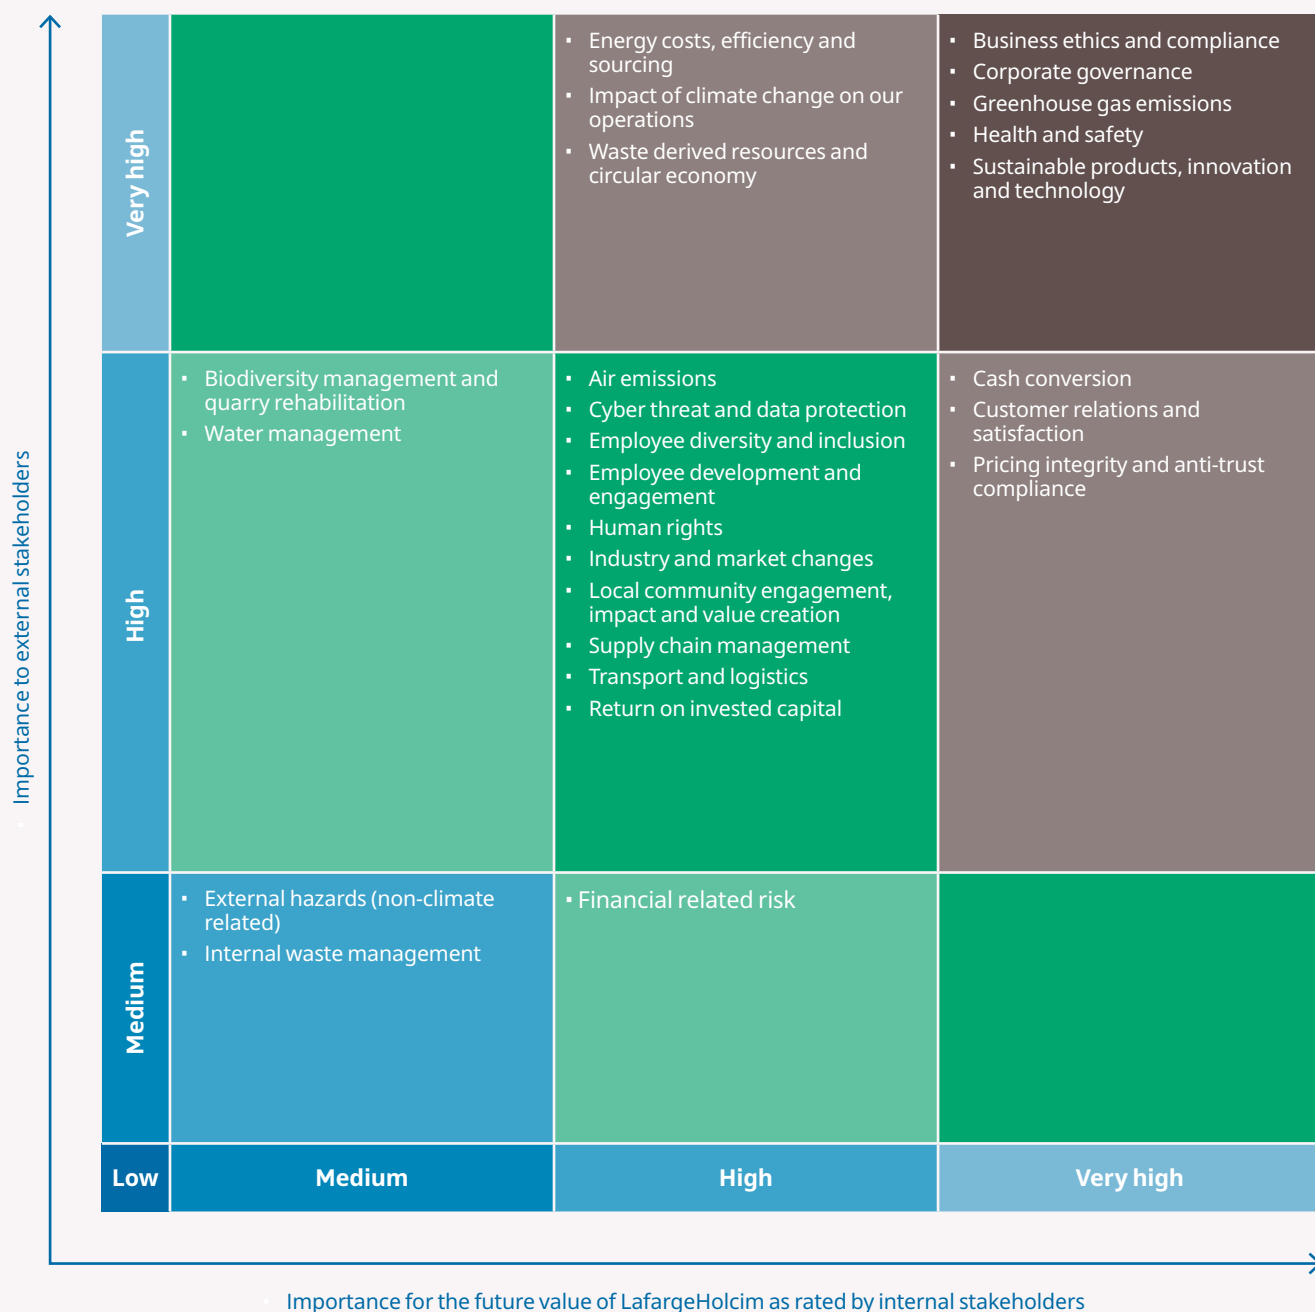 Importance to external stakeholders
Very high
▪ Energy costs, efficiency and
sourcing
▪ Impact of climate change on our
operations
▪ Waste derived resources and
circular economy
▪ Business ethics and compliance
▪ Corporate governance
▪ Greenhouse gas emissions
▪ Health and safety
▪ Sustainable products, innovation
and technology
High
▪ Biodiversity management and
quarry rehabilitation
▪ Water management
▪ Air emissions
▪ Cyber threat and data protection
▪ Employee diversity and inclusion
▪ Employee development and
engagement
▪ Human rights
▪ Industry and market changes
▪ Local community engagement,
impact and value creation
▪ Supply chain management
▪ Transport and logistics
▪ Return on invested capital
▪ Cash conversion
▪ Customer relations and
satisfaction
▪ Pricing integrity and anti-trust
compliance
Medium
▪ External hazards (non-climate
related)
▪ Internal waste management
▪ Financial related risk
Low
Medium
High
Very high
Importance for the future value of LafargeHolcim as rated by internal stakeholders